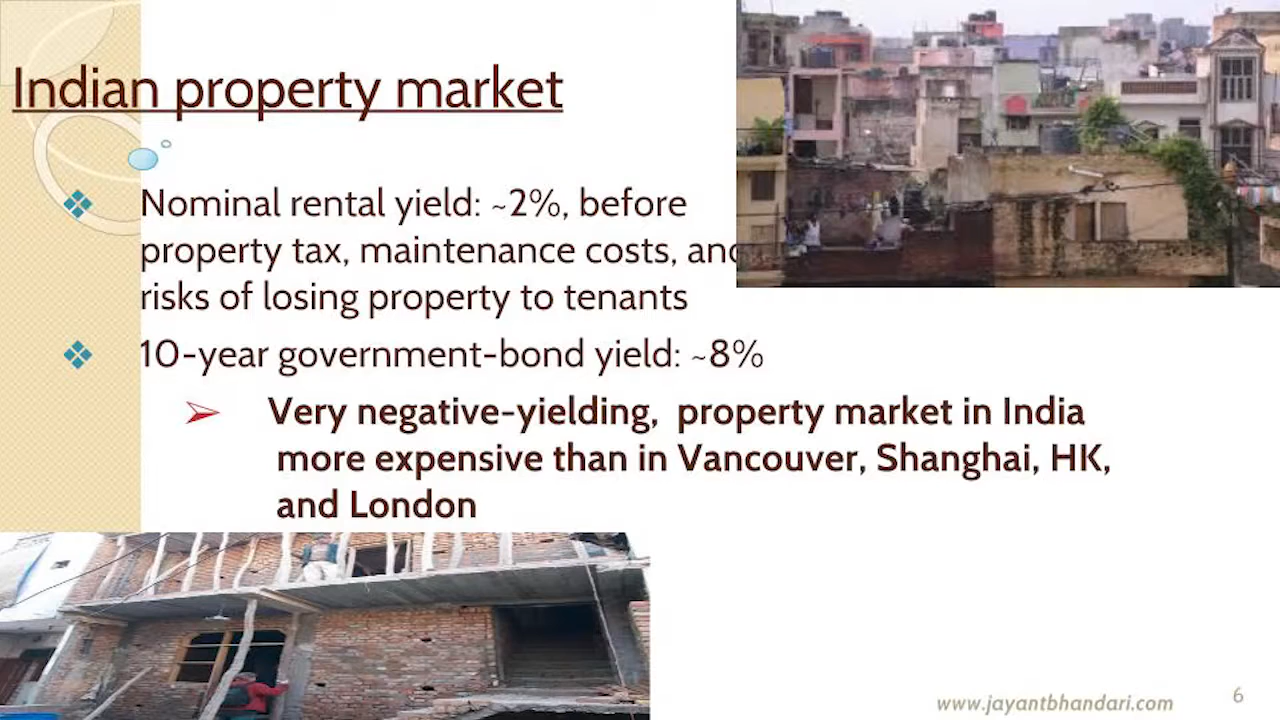 Indian property market
Nominal rental yield: ~2%, before
property tax, maintenance costs, and
risks of losing property to tenants
10-year government-bond yield: ~8%
Very negative-yielding, property market in India
more expensive than in Vancouver, Shanghai, HK,
and London
www.jayantbhandari.com
6